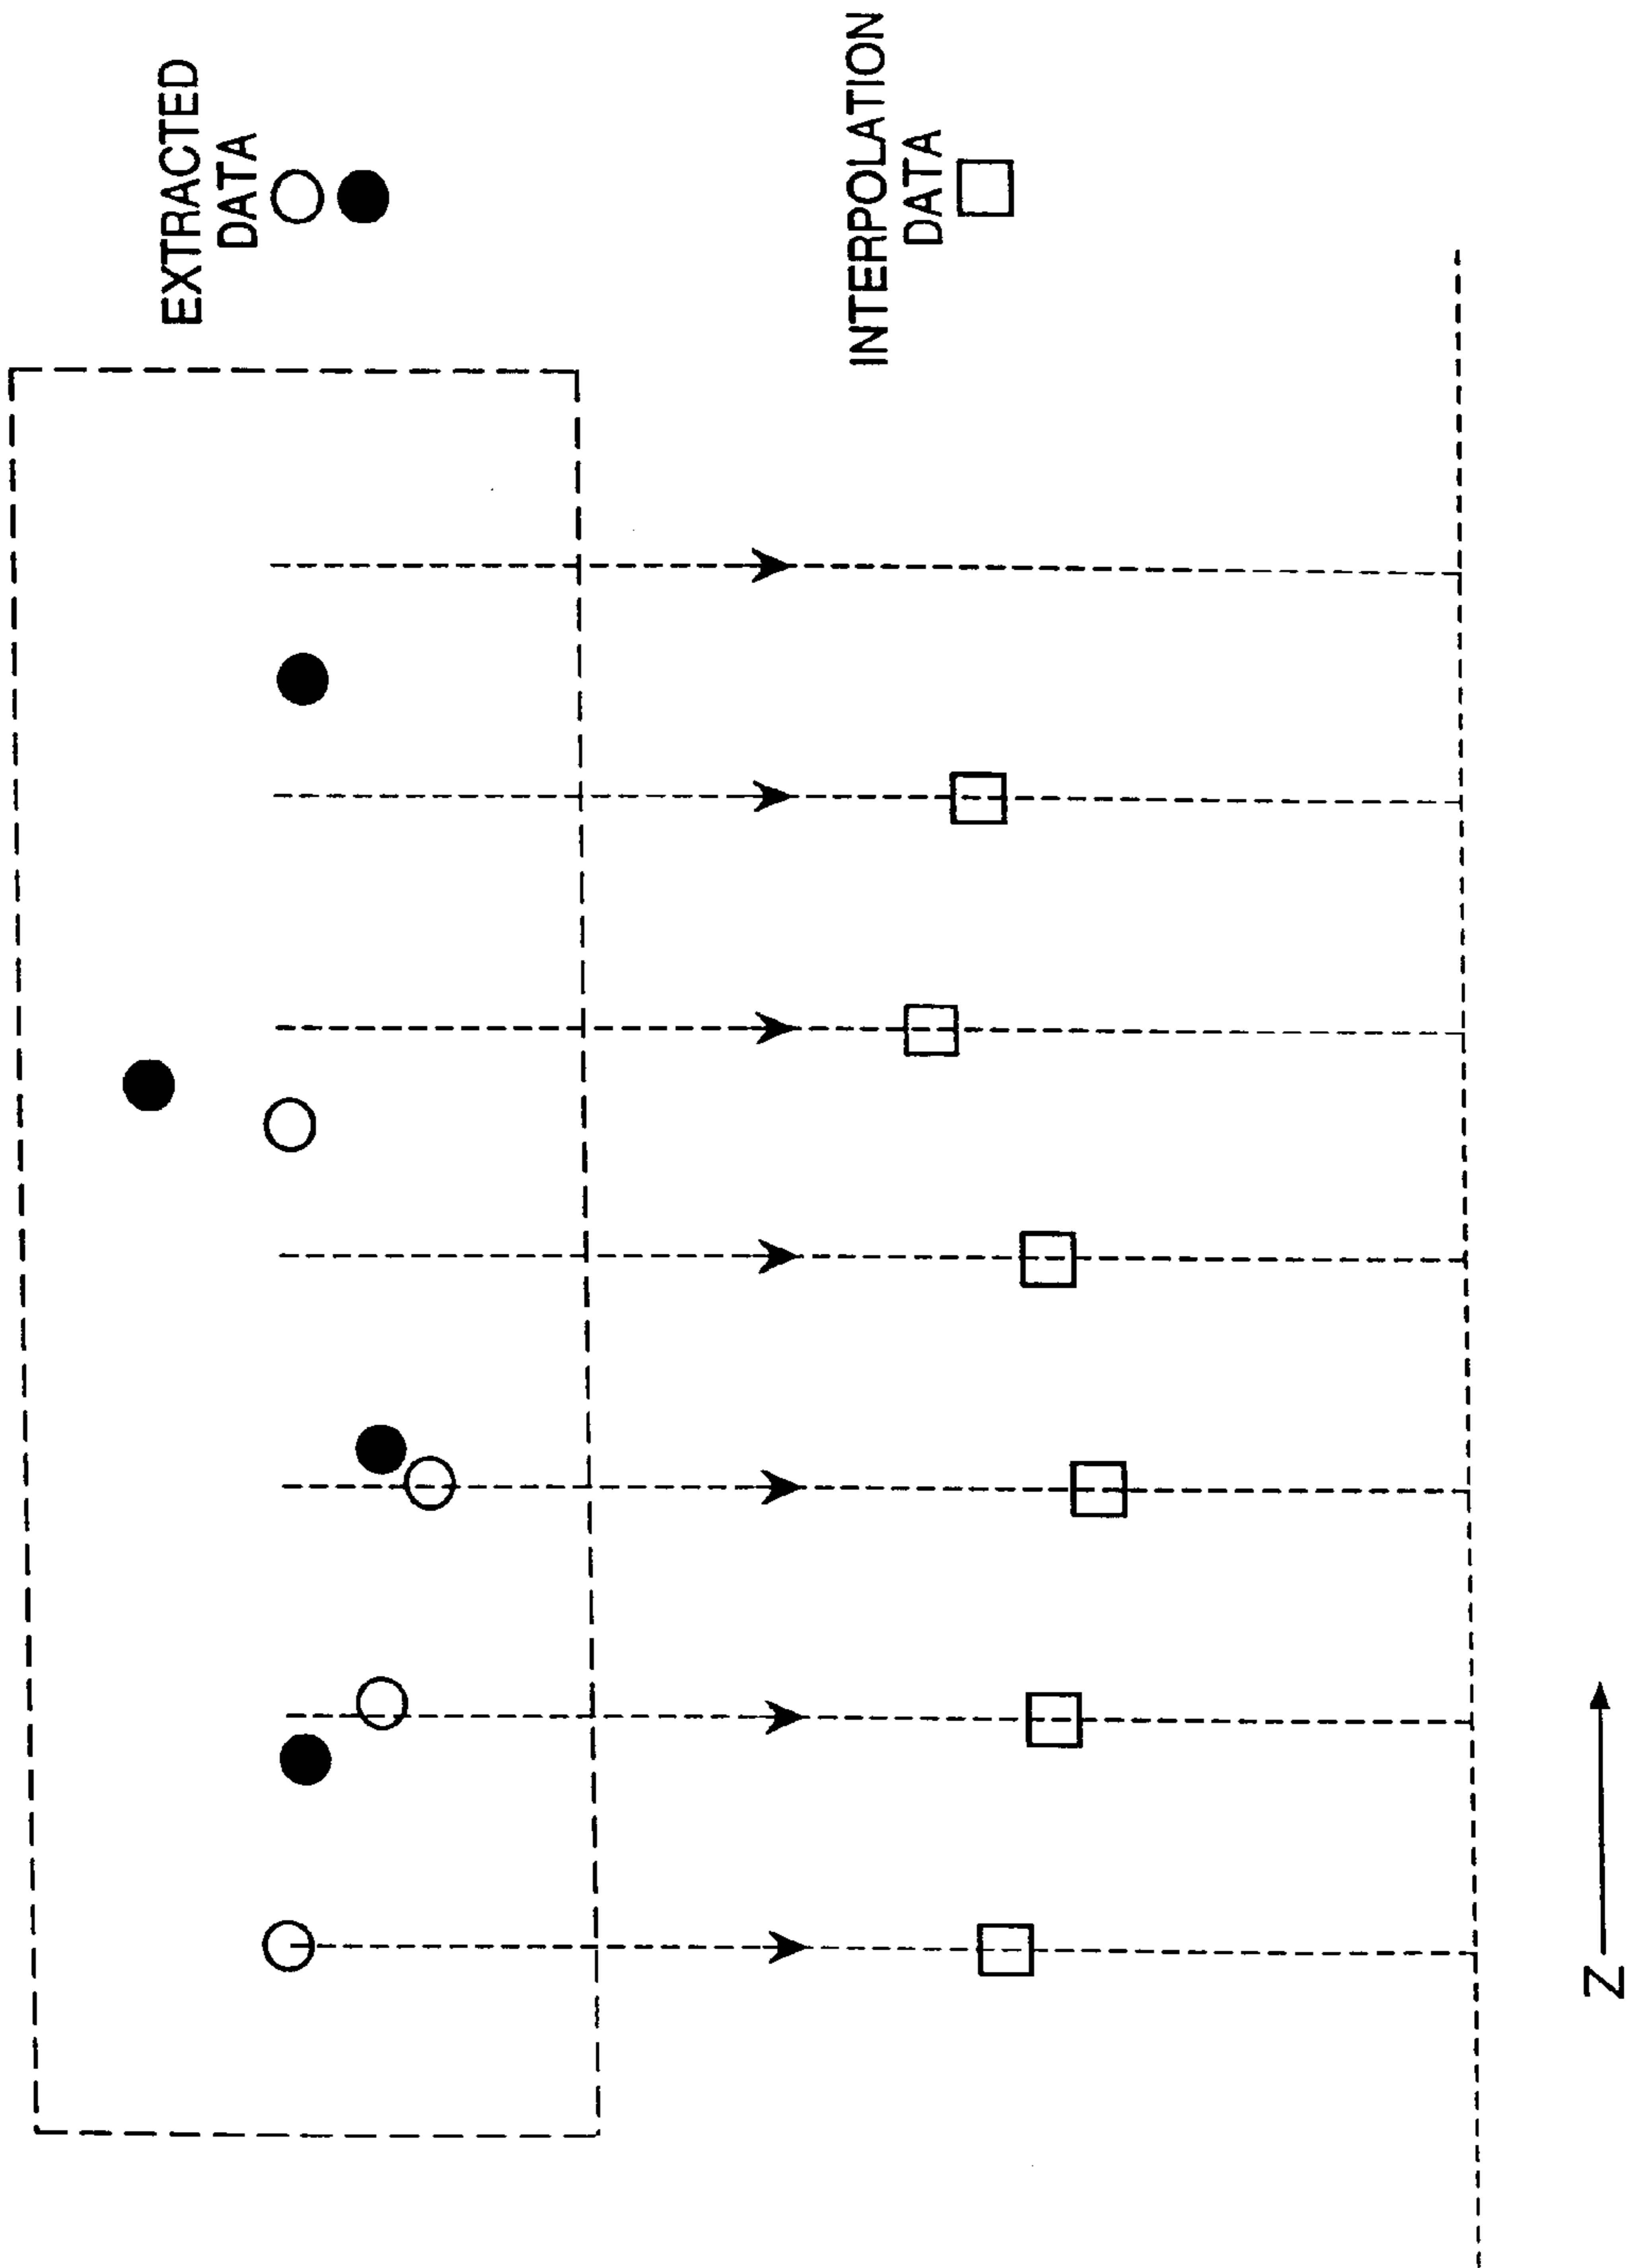 EXTRACTED
DATA
INTERPOLATION
DATA
Z